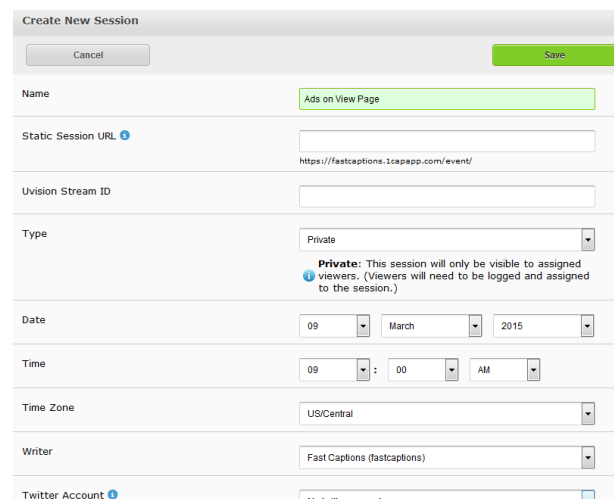 Create New Session
Cancel
Save
Name
Ads on View Page
Static Session URL
https://fastcaptions.1capapp.com/event/
Uvision Stream ID
Type
Private
Private: This session will only be visible to assigned
viewers. (Viewers will need to be logged and assigned
to the session.)
Date
09 March 2015
Time
09 : 00 AM
Time Zone
US/Central
Writer
Fast Captions (fastcaptions)
Twitter Account